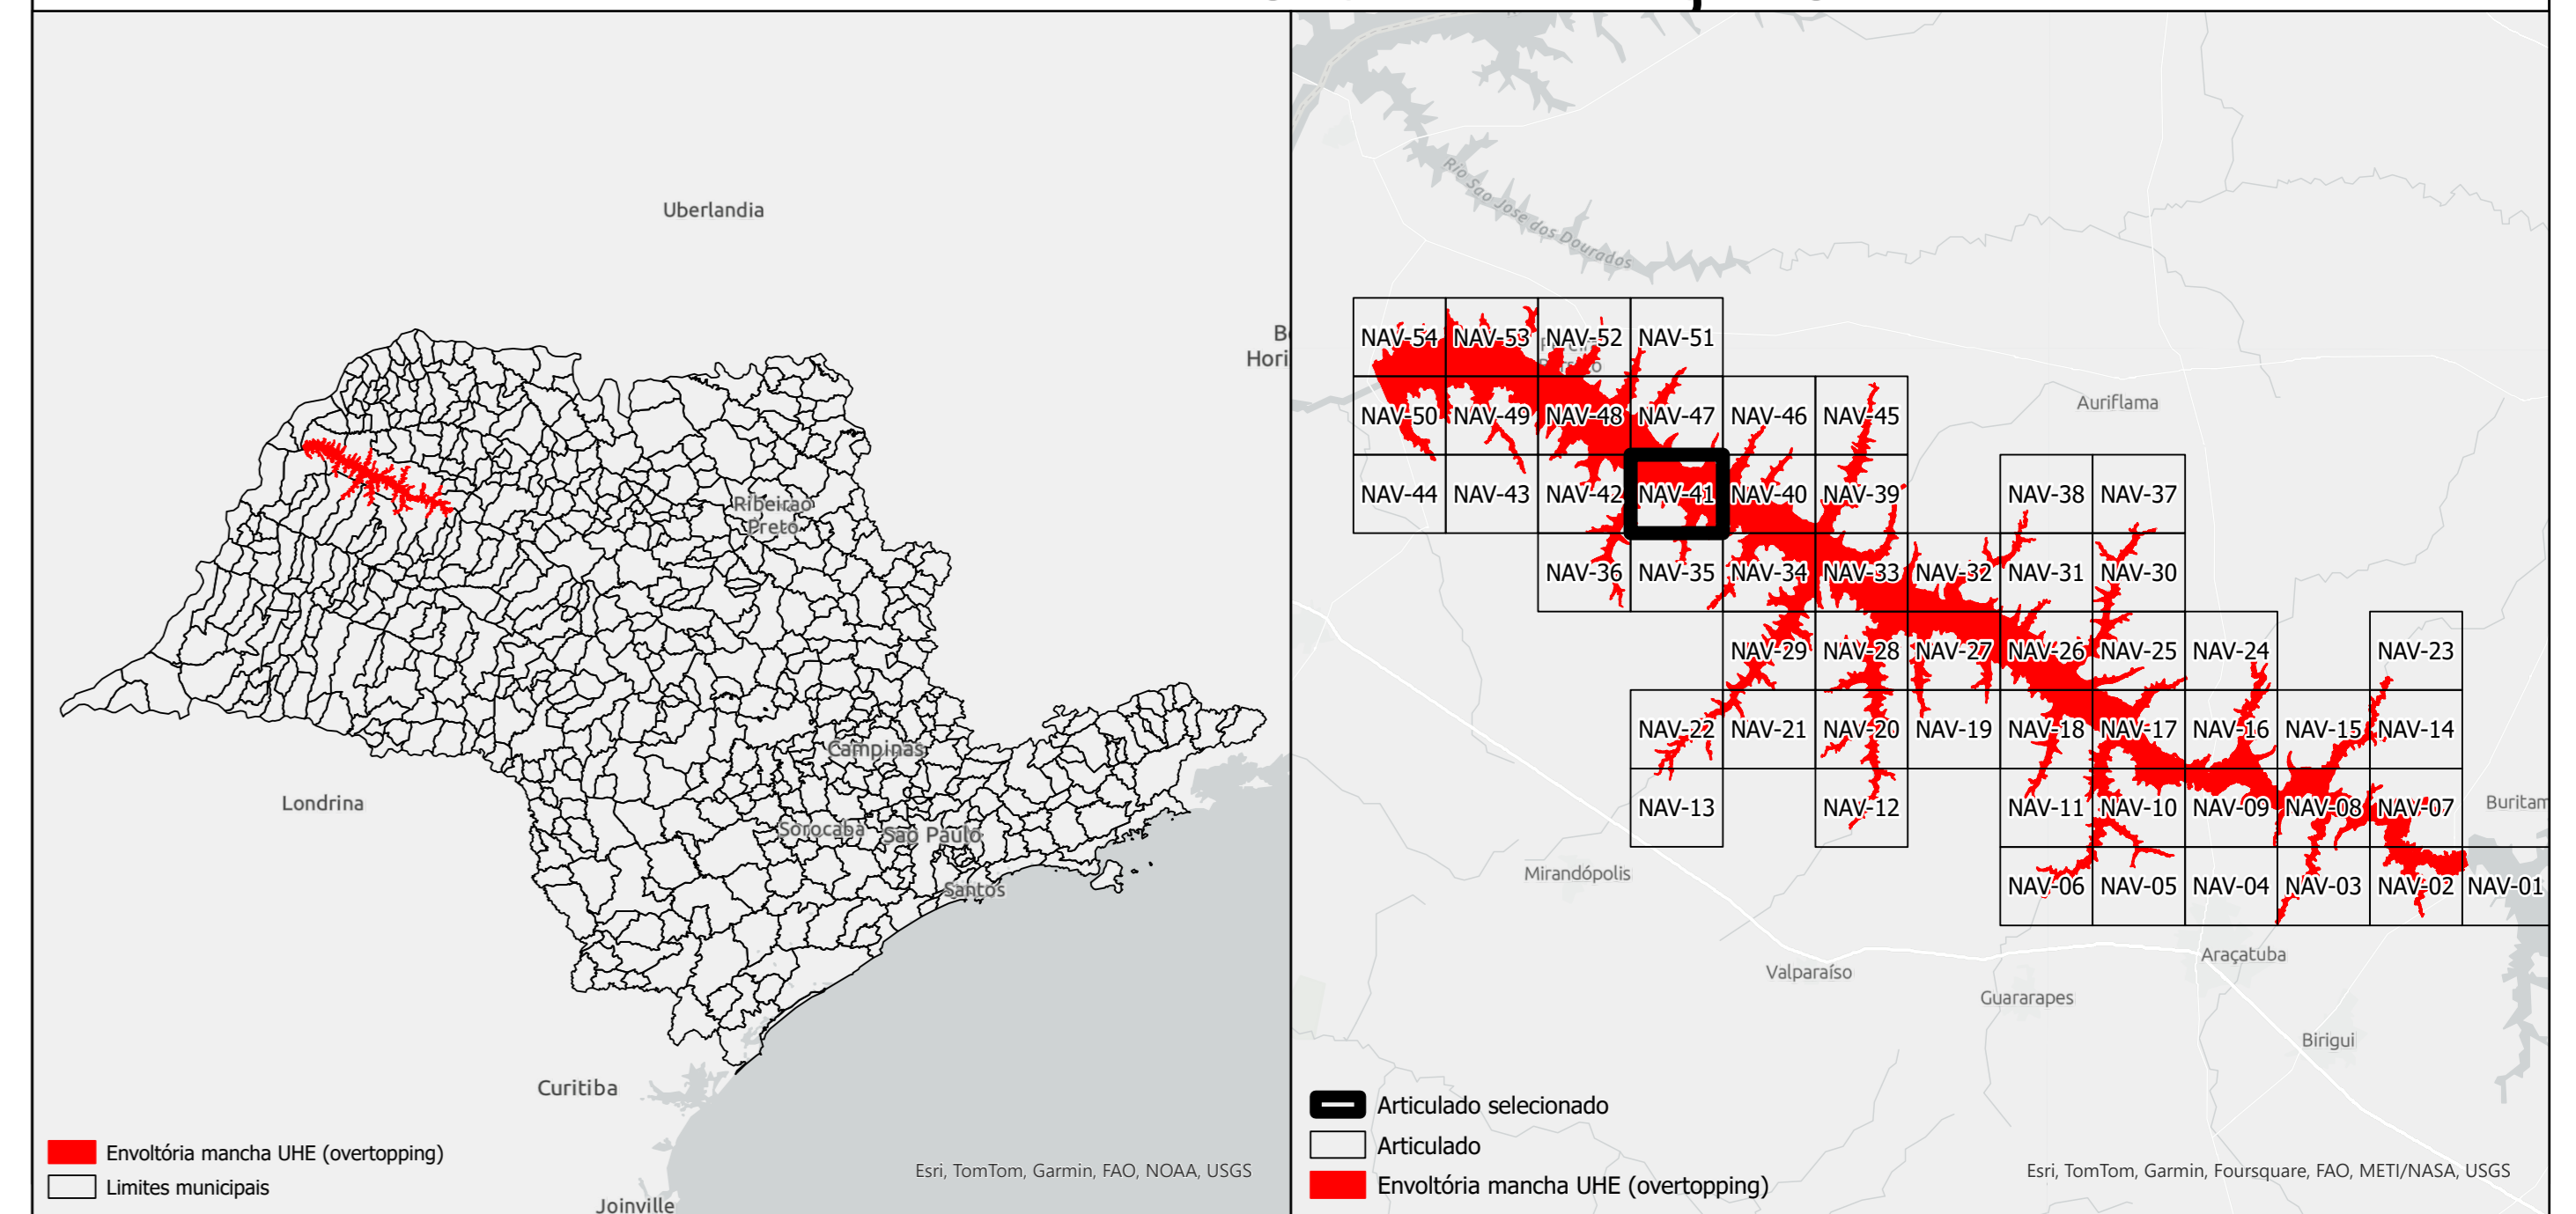 Uberlandia
Ribeirao
Preto
Campinas
Londrina
Sorocaba
Sao Paulo
Santos
Curitiba
Joinville
Envoltória mancha UHE (overtopping)
Limites municipais
Esri, TomTom, Garmin, FAO, NOAA, USGS
Rio Sao Jose dos Dourados
NAV-54 NAV-53 NAV-52 NAV-51
NAV-50 NAV-49 NAV-48 NAV-47 NAV-46 NAV-45
Auriflama
NAV-44 NAV-43 NAV-42 NAV-41 NAV-40 NAV-39 NAV-38 NAV-37
NAV-36 NAV-35 NAV-34 NAV-33 NAV-32 NAV-31 NAV-30
NAV-29 NAV-28 NAV-27 NAV-26 NAV-25 NAV-24 NAV-23
NAV-22 NAV-21 NAV-20 NAV-19 NAV-18 NAV-17 NAV-16 NAV-15 NAV-14
NAV-13 NAV-12 NAV-11 NAV-10 NAV-09 NAV-08 NAV-07
Buritam
NAV-06 NAV-05 NAV-04 NAV-03 NAV-02 NAV-01
Mirandópolis
Araçatuba
Valparaíso
Guararapes
Birigui
Articulado selecionado
Articulado
Envoltória mancha UHE (overtopping)
Esri, TomTom, Garmin, Foursquare, FAO, METI/NASA, USGS